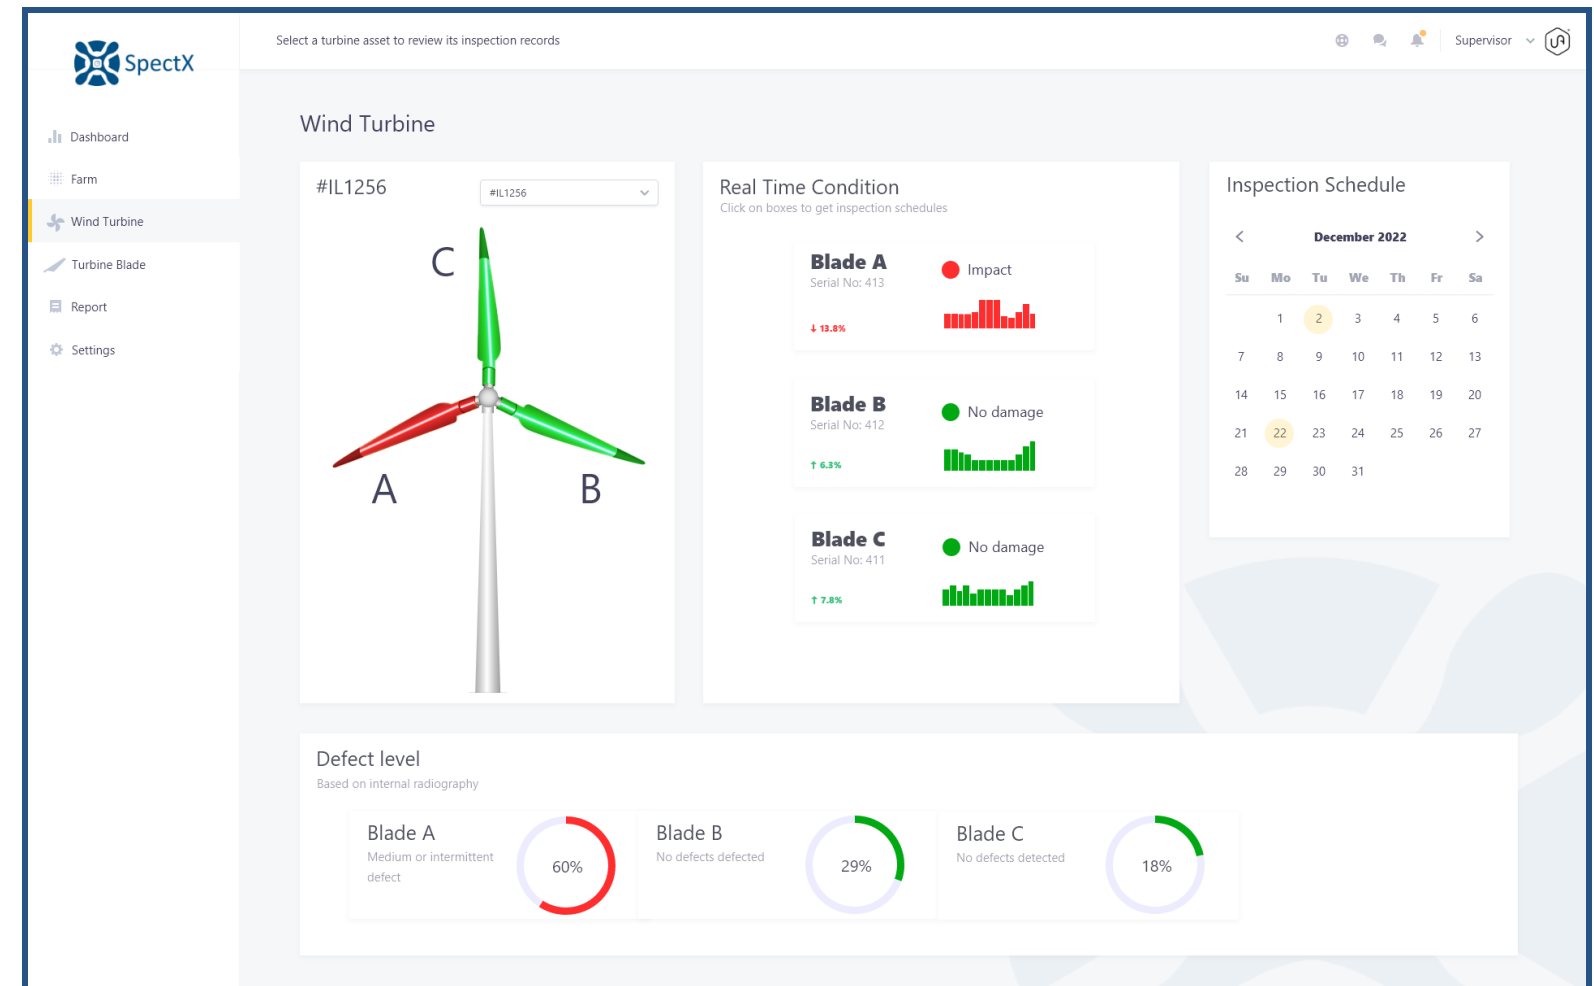 SpectX
Select a turbine asset to review its inspection records
Supervisor
Dashboard
Farm
Wind Turbine
Turbine Blade
Report
Settings
Wind Turbine
#IL1256
#IL1256
C
A
B
Real Time Condition
Click on boxes to get inspection schedules
Blade A
Serial No: 413
Impact
↓ 13.8%
Blade B
Serial No: 412
No damage
↑ 6.3%
Blade C
Serial No: 411
No damage
↑ 7.8%
Inspection Schedule
< December 2022 >
Su Mo Tu We Th Fr Sa
1 2 3 4 5 6
7 8 9 10 11 12 13
14 15 16 17 18 19 20
21 22 23 24 25 26 27
28 29 30 31
Defect level
Based on internal radiography
Blade A
Medium or intermittent
defect
60%
Blade B
No defects defected
29%
Blade C
No defects detected
18%